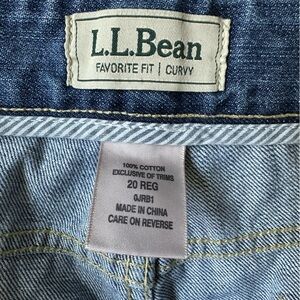 L.L.Bean
FAVORITE FIT | CURVY
100% COTTON
EXCLUSIVE OF TRIMS
20 REG
0JRB1
MADE IN CHINA
CARE ON REVERSE